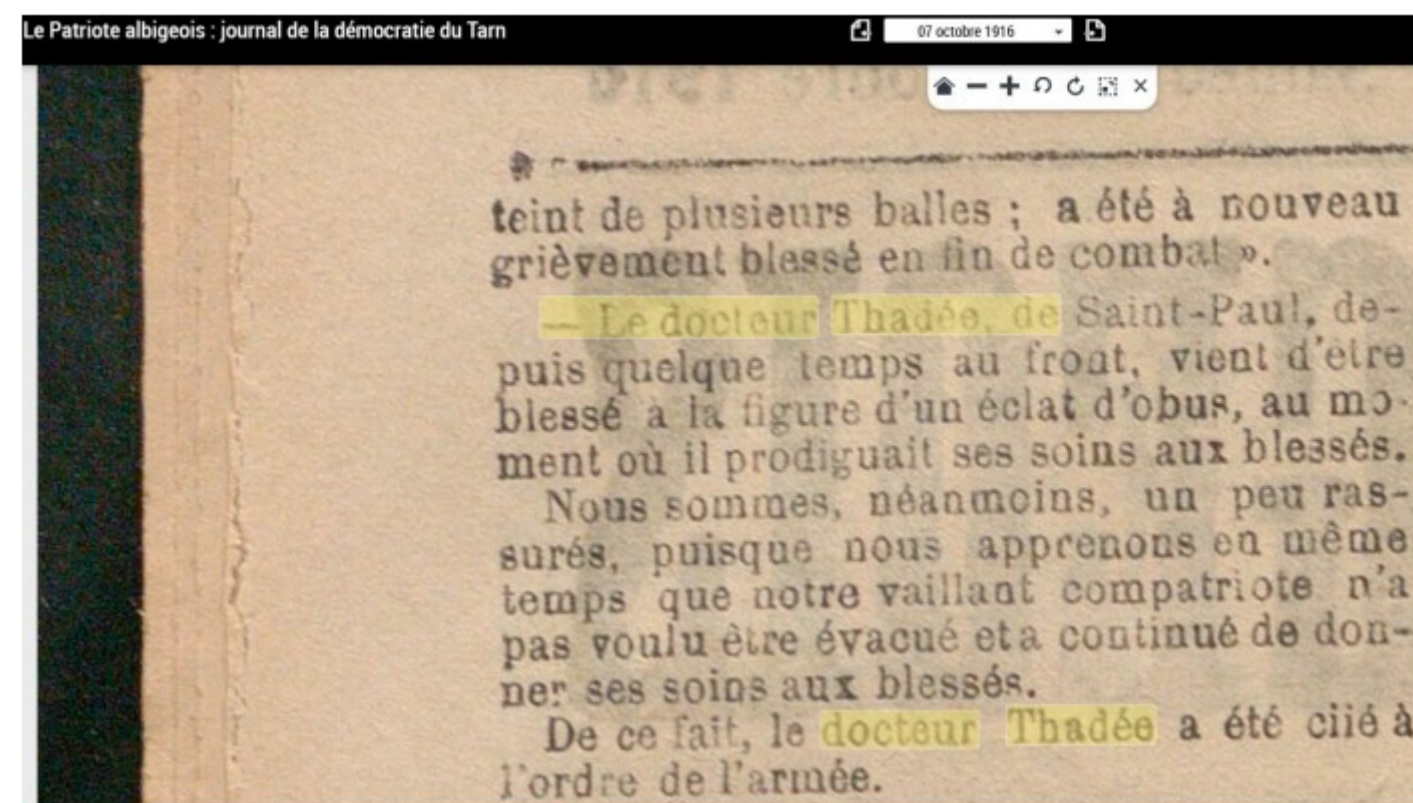 Le Patriote albigeois : journal de la démocratie du Tarn
07 octobre 1916
teint de plusieurs balles ; a été à nouveau
grièvement blessé en fin de combat ».
— Le docteur Thadée, de Saint-Paul, de-
puis quelque temps au front, vient d'être
blessé à la figure d'un éclat d'obus, au mo-
ment où il prodiguait ses soins aux blessés.
Nous sommes, néanmoins, un peu ras-
surés, puisque nous apprenons en même
temps que notre vaillant compatriote n'a
pas voulu être évacué et a continué de don-
ner ses soins aux blessés.
De ce fait, le docteur Thadée a été ciié à
l'ordre de l'armée.